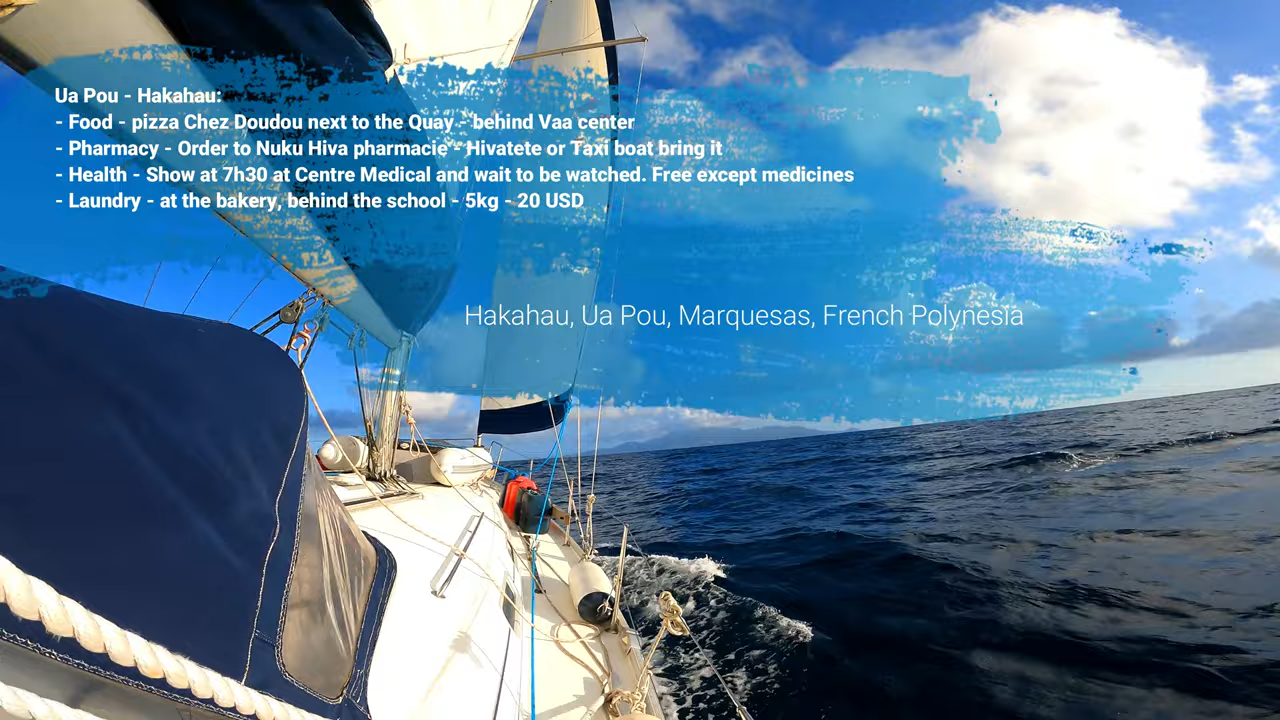 Ua Pou - Hakahau:
- Food - pizza Chez Doudou next to the Quay - behind Vaa center
- Pharmacy - Order to Nuku Hiva pharmacie - Hivatete or Taxi boat bring it
- Health - Show at 7h30 at Centre Medical and wait to be watched. Free except medicines
- Laundry - at the bakery, behind the school - 5kg - 20 USD
Hakahau, Ua Pou, Marquesas, French Polynesia